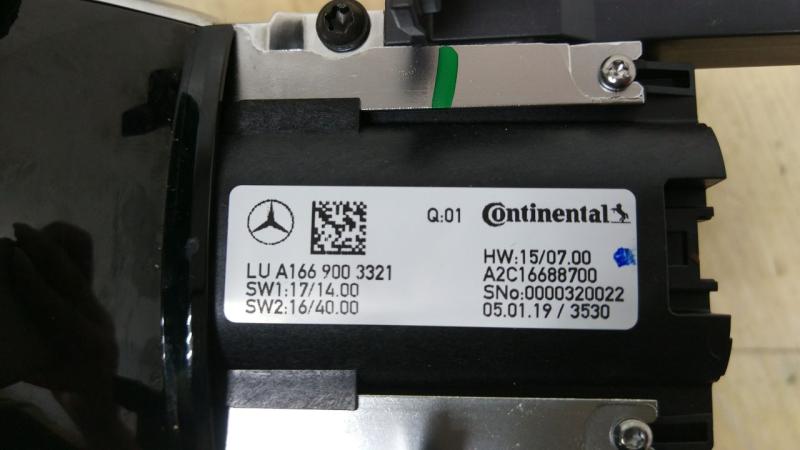 Q:01 Continental
LU A166 900 3321
SW1:17/14.00
SW2:16/40.00
HW:15/07.00
A2C16688700
SNo:0000320022
05.01.19 / 3530